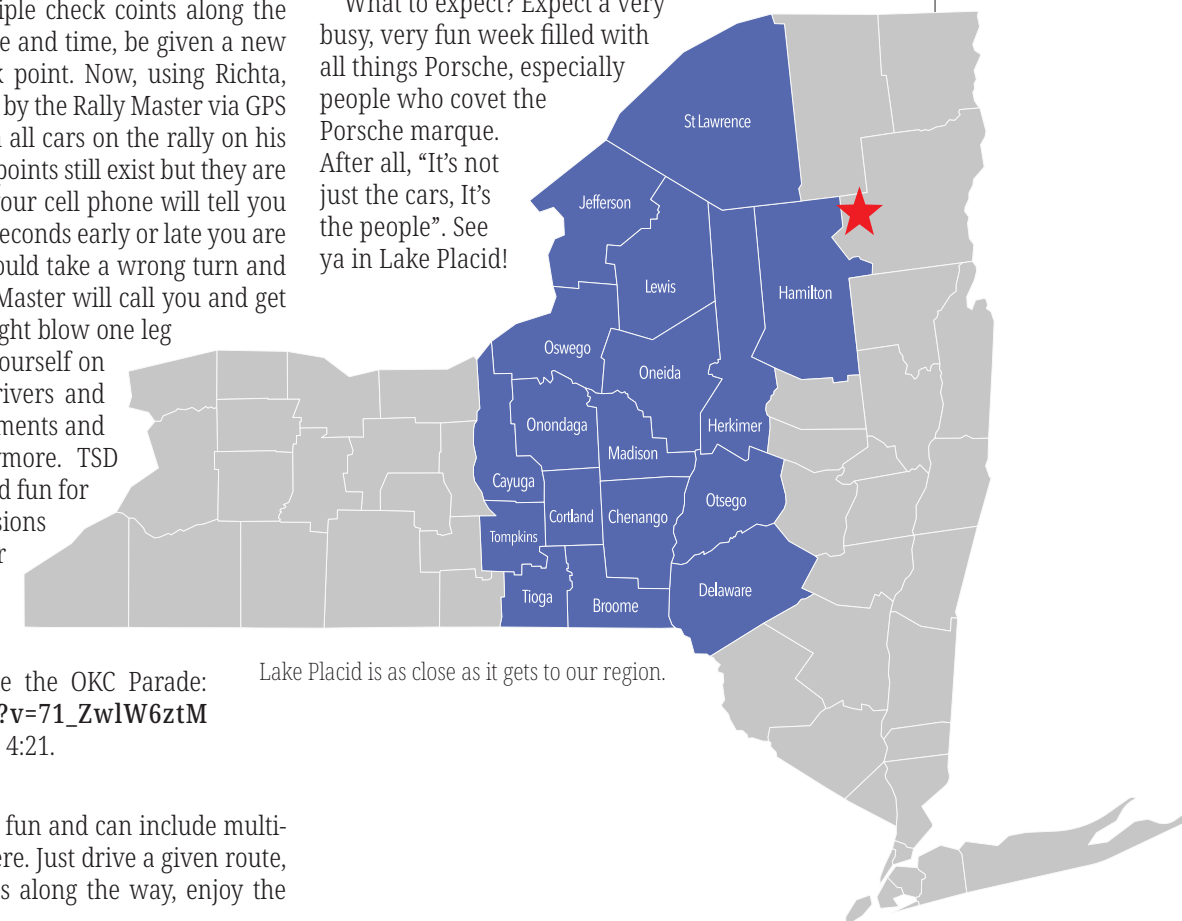 iple check coints along the
e and time, be given a new
k point. Now, using Richta,
by the Rally Master via GPS
all cars on the rally on his
points still exist but they are
our cell phone will tell you
econds early or late you are
ould take a wrong turn and
Master will call you and get
ght blow one leg
ourself on
rivers and
ments and
more. TSD
d fun for
sions
r
e the OKC Parade:
?v=71_ZwlW6ztM
4:21.
fun and can include multi-
ere. Just drive a given route,
s along the way, enjoy the
What to expect? Expect a very
busy, very fun week filled with
all things Porsche, especially
people who covet the
Porsche marque.
After all, “It’s not
just the cars, It’s
the people”. See
ya in Lake Placid!
St Lawrence
Jefferson
Lewis
Hamilton
Oswego
Oneida
Onondaga
Herkimer
Madison
Cayuga
Otsego
Cortland
Chenango
Tompkins
Delaware
Tioga
Broome
Lake Placid is as close as it gets to our region.